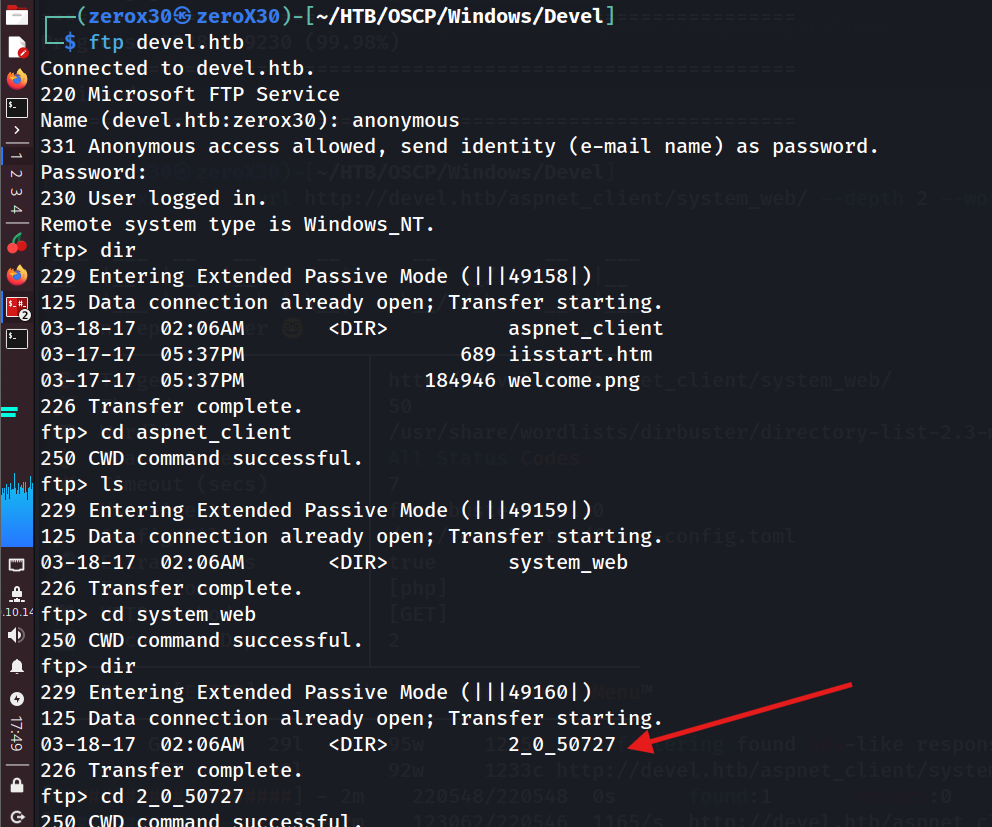 ┌──(zerox30㉿zeroX30)-[~/HTB/OSCP/Windows/Devel]
└─$ ftp devel.htb
Connected to devel.htb.
220 Microsoft FTP Service
Name (devel.htb:zerox30): anonymous
331 Anonymous access allowed, send identity (e-mail name) as password.
Password:
230 User logged in.
Remote system type is Windows_NT.
ftp> dir
229 Entering Extended Passive Mode (|||49158|)
125 Data connection already open; Transfer starting.
03-18-17  02:06AM       <DIR>          aspnet_client
03-17-17  05:37PM                  689 iisstart.htm
03-17-17  05:37PM               184946 welcome.png
226 Transfer complete.
ftp> cd aspnet_client
250 CWD command successful.
ftp> ls
229 Entering Extended Passive Mode (|||49159|)
125 Data connection already open; Transfer starting.
03-18-17  02:06AM       <DIR>          system_web
226 Transfer complete.
ftp> cd system_web
250 CWD command successful.
ftp> dir
229 Entering Extended Passive Mode (|||49160|)
125 Data connection already open; Transfer starting.
03-18-17  02:06AM       <DIR>          2_0_50727
226 Transfer complete.
ftp> cd 2_0_50727
250 CWD command successful.
1
2
3
4
2
.10.14
17:49